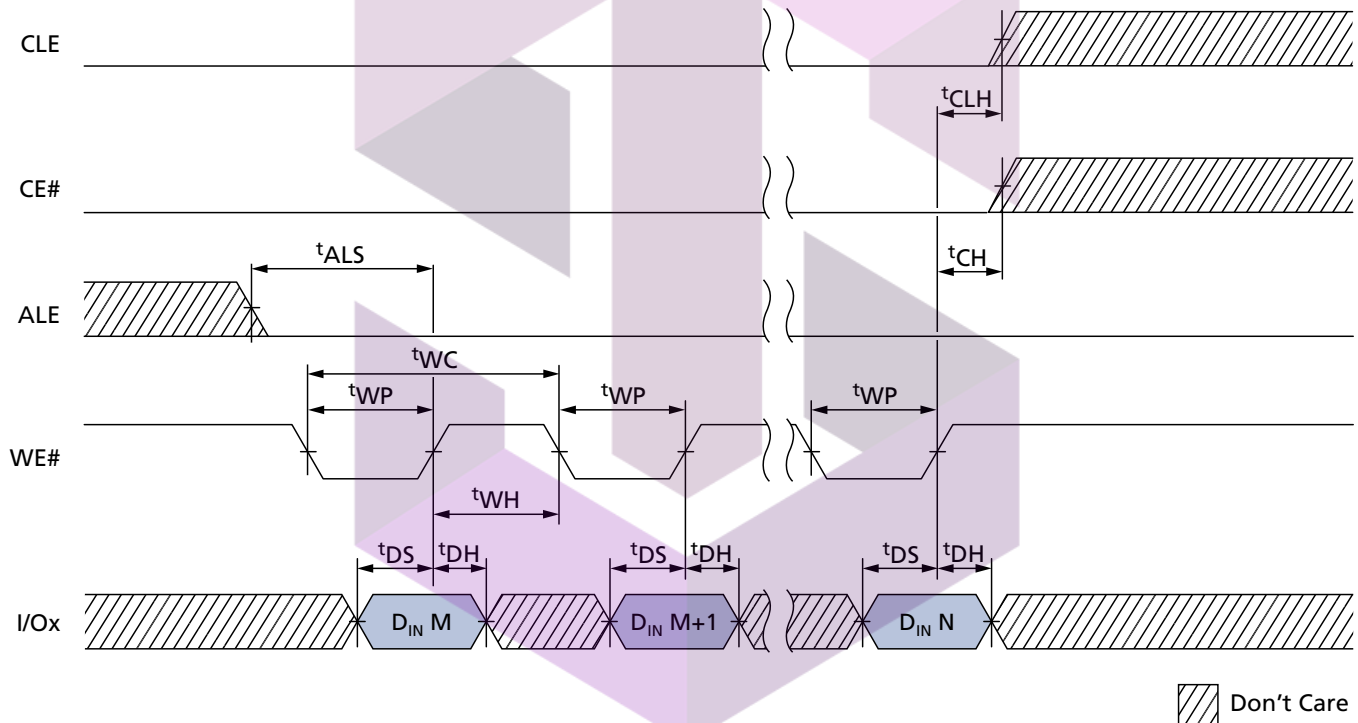 CLE
tCLH
CE#
tCH
tALS
ALE
tWC
tWP tWP tWP
WE#
tWH
tDS tDH tDS tDH tDS tDH
I/Ox DIN M DIN M+1 DIN N
Don't Care